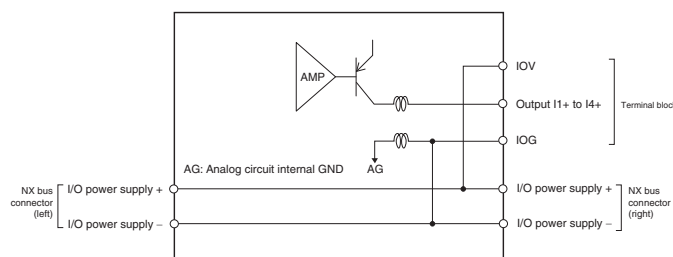 AMP
IOV
Output I1+ to I4+
Terminal block
IOG
AG: Analog circuit internal GND
AG
NX bus
connector
(left)
I/O power supply +
I/O power supply −
I/O power supply +
I/O power supply −
NX bus
connector
(right)